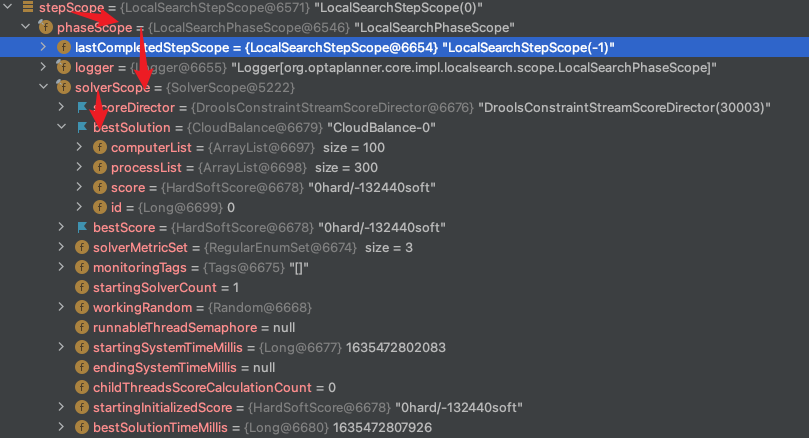 stepScope = {LocalSearchStepScope@6571} "LocalSearchStepScope(0)"
phaseScope = {LocalSearchPhaseScope@6546} "LocalSearchPhaseScope"
lastCompletedStepScope = {LocalSearchStepScope@6654} "LocalSearchStepScope(-1)"
logger = {Logger@6655} "Logger[org.optaplanner.core.impl.localsearch.scope.LocalSearchPhaseScope]"
solverScope = {SolverScope@5222}
scoreDirector = {DroolsConstraintStreamScoreDirector@6676} "DroolsConstraintStreamScoreDirector(30003)"
bestSolution = {CloudBalance@6679} "CloudBalance-0"
computerList = {ArrayList@6697} size = 100
processList = {ArrayList@6698} size = 300
score = {HardSoftScore@6678} "0hard/-132440soft"
id = {Long@6699} 0
bestScore = {HardSoftScore@6678} "0hard/-132440soft"
solverMetricSet = {RegularEnumSet@6674} size = 3
monitoringTags = {Tags@6675} "[]"
startingSolverCount = 1
workingRandom = {Random@6668}
runnableThreadSemaphore = null
startingSystemTimeMillis = {Long@6677} 1635472802083
endingSystemTimeMillis = null
childThreadsScoreCalculationCount = 0
startingInitializedScore = {HardSoftScore@6678} "0hard/-132440soft"
bestSolutionTimeMillis = {Long@6680} 1635472807926